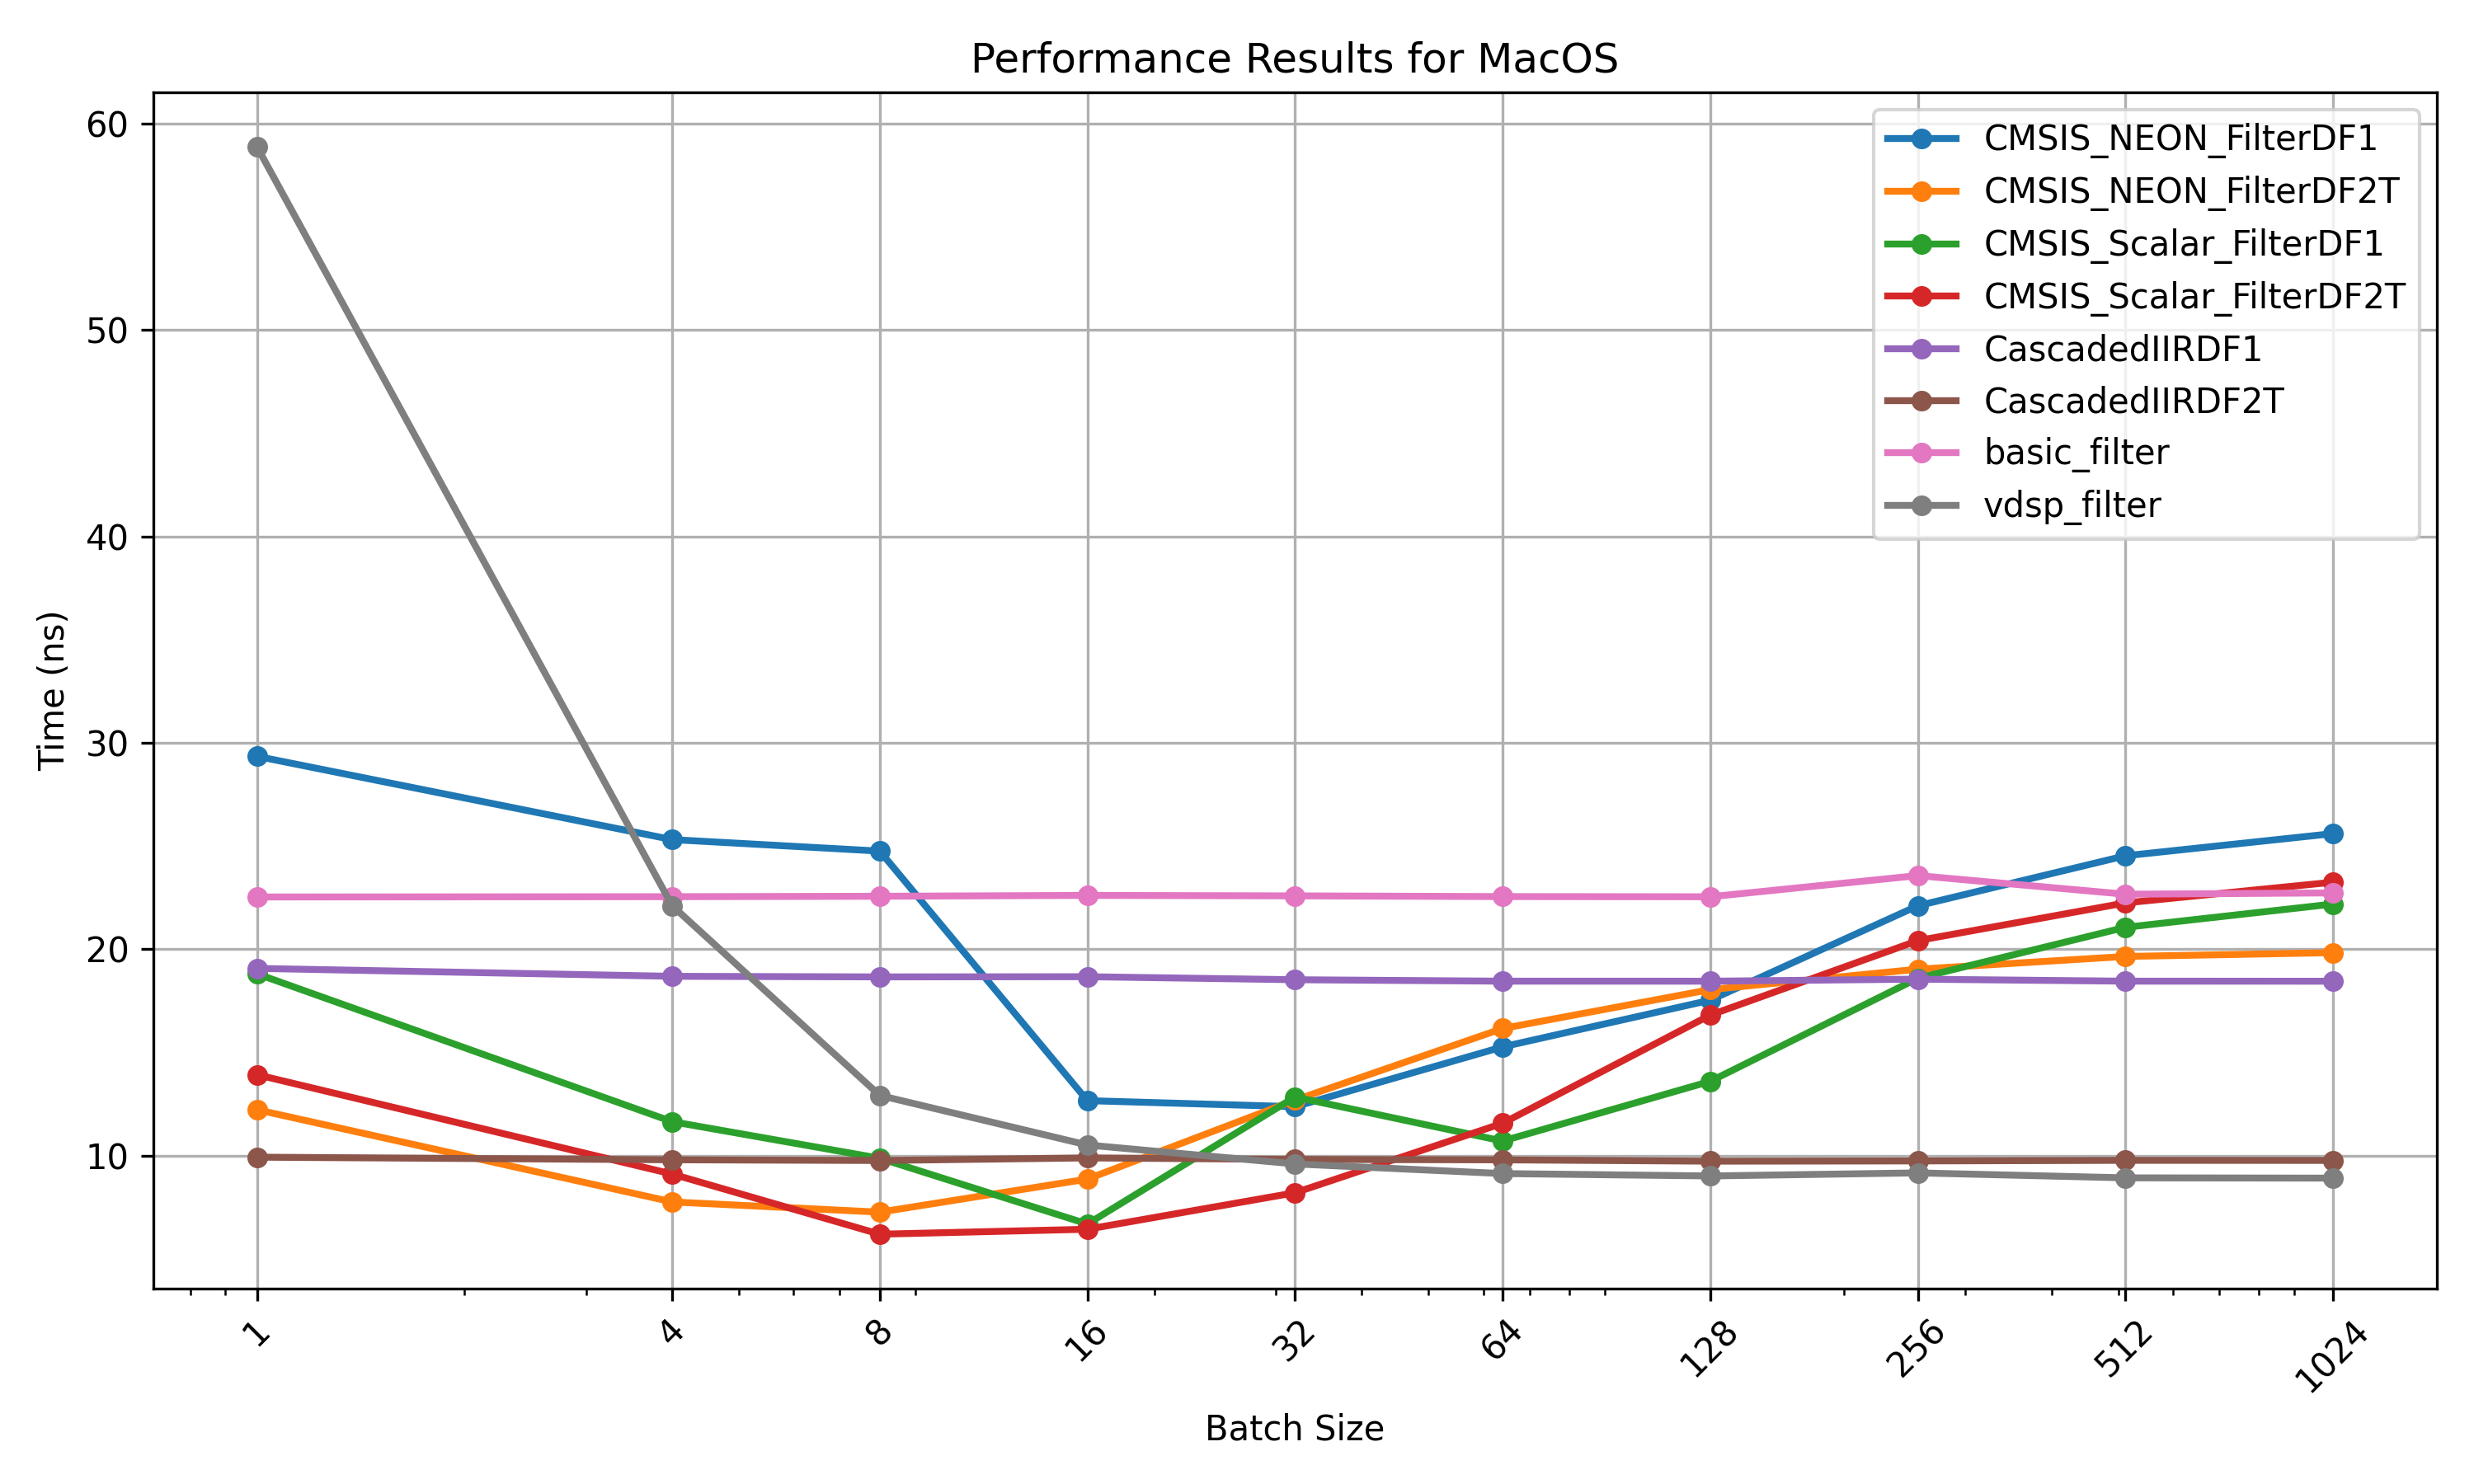 Performance Results for MacOS
60
50
40
30
20
10
Time (ns)
CMSIS_NEON_FilterDF1
CMSIS_NEON_FilterDF2T
CMSIS_Scalar_FilterDF1
CMSIS_Scalar_FilterDF2T
CascadedIIRDF1
CascadedIIRDF2T
basic_filter
vdsp_filter
1 4 8 16 32 64 128 256 512 1024
Batch Size